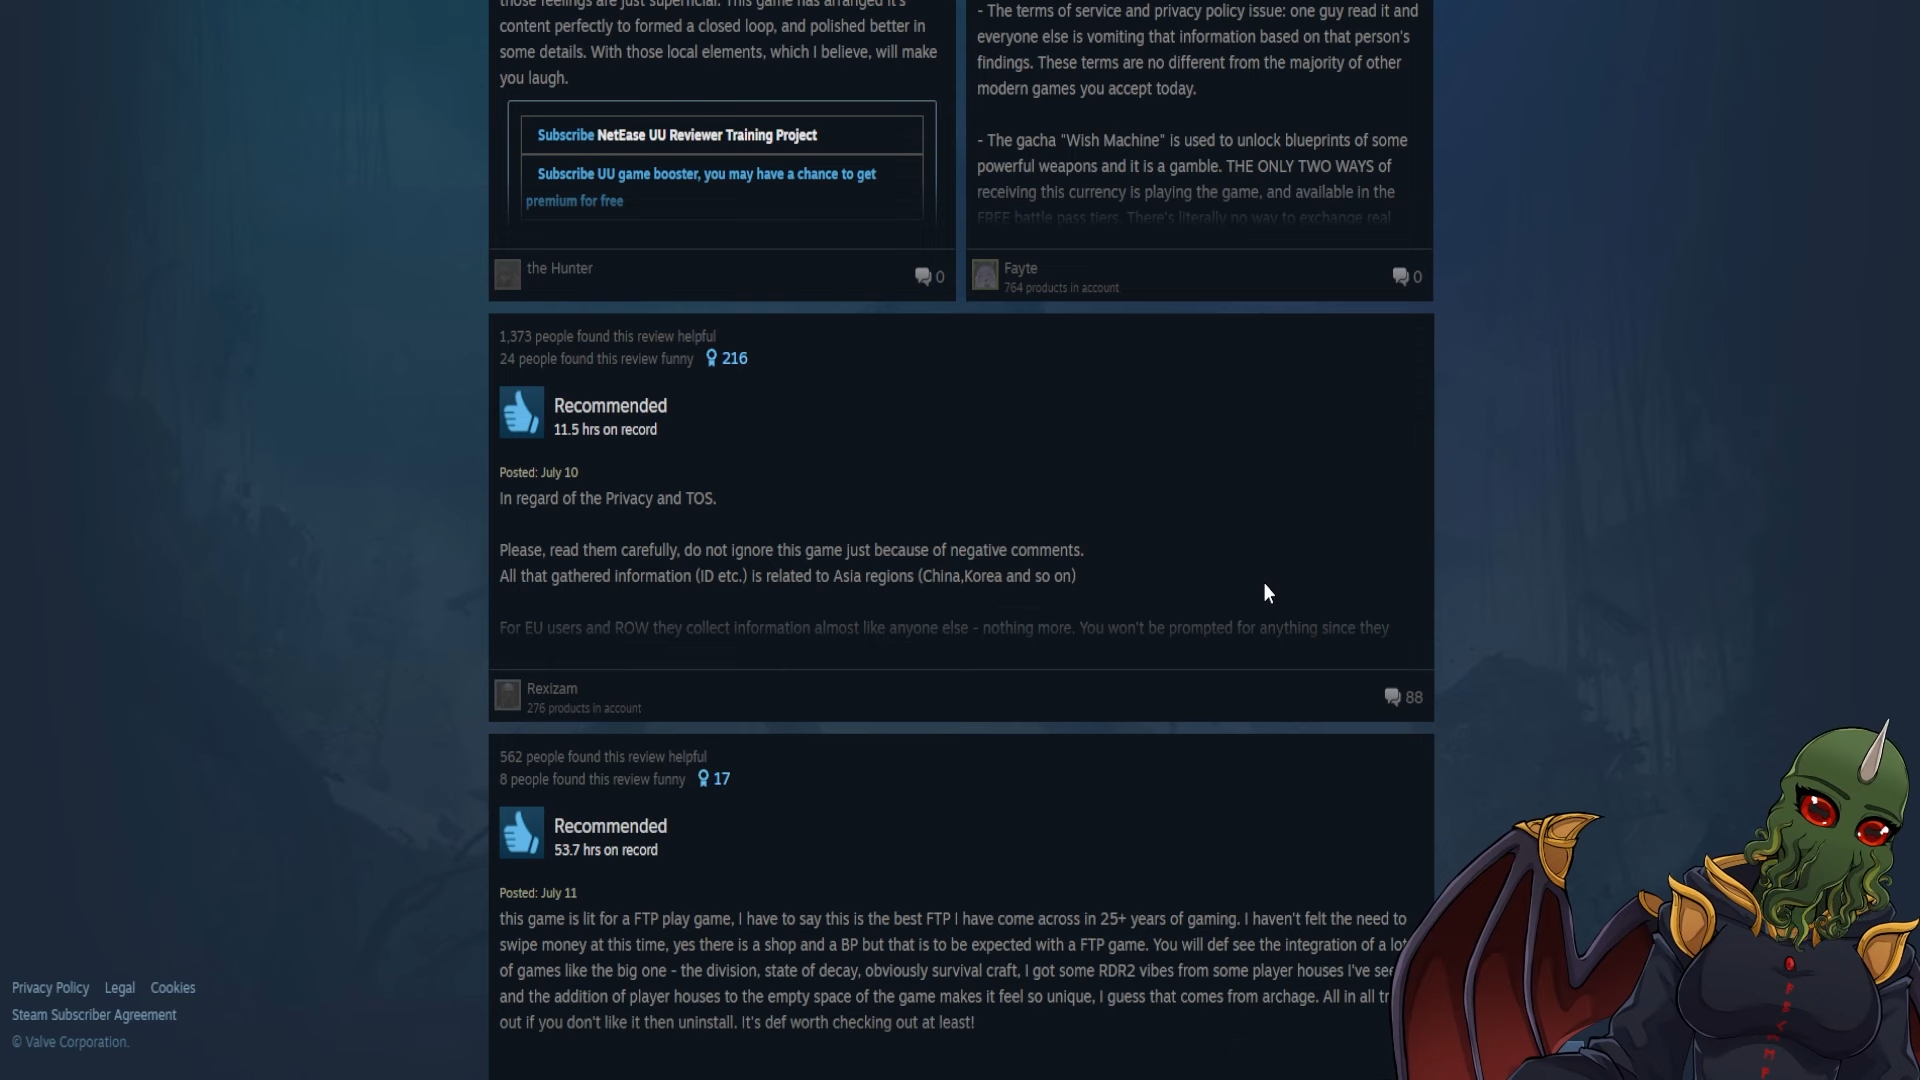 those feelings are just superficial. This game has arranged it's
content perfectly to formed a closed loop, and polished better in
some details. With those local elements, which I believe, will make
you laugh.
Subscribe NetEase UU Reviewer Training Project
Subscribe UU game booster, you may have a chance to get
premium for free
the Hunter
0
- The terms of service and privacy policy issue: one guy read it and
everyone else is vomiting that information based on that person's
findings. These terms are no different from the majority of other
modern games you accept today.
- The gacha "Wish Machine" is used to unlock blueprints of some
powerful weapons and it is a gamble. THE ONLY TWO WAYS of
receiving this currency is playing the game, and available in the
FREE battle pass tiers. There's literally no way to exchange real
Fayte
764 products in account
0
1,373 people found this review helpful
24 people found this review funny 216
Recommended
11.5 hrs on record
Posted: July 10
In regard of the Privacy and TOS.
Please, read them carefully, do not ignore this game just because of negative comments.
All that gathered information (ID etc.) is related to Asia regions (China,Korea and so on)
For EU users and ROW they collect information almost like anyone else - nothing more. You won't be prompted for anything since they
Rexizam
276 products in account
88
562 people found this review helpful
8 people found this review funny 17
Recommended
53.7 hrs on record
Posted: July 11
this game is lit for a FTP play game, I have to say this is the best FTP I have come across in 25+ years of gaming. I haven't felt the need to
swipe money at this time, yes there is a shop and a BP but that is to be expected with a FTP game. You will def see the integration of a lot
of games like the big one - the division, state of decay, obviously survival craft, I got some RDR2 vibes from some player houses I've
and the addition of player houses to the empty space of the game makes it feel so unique, I guess that comes from archage. All in all
out if you don't like it then uninstall. It's def worth checking out at least!
Privacy Policy Legal Cookies
Steam Subscriber Agreement
© Valve Corporation.